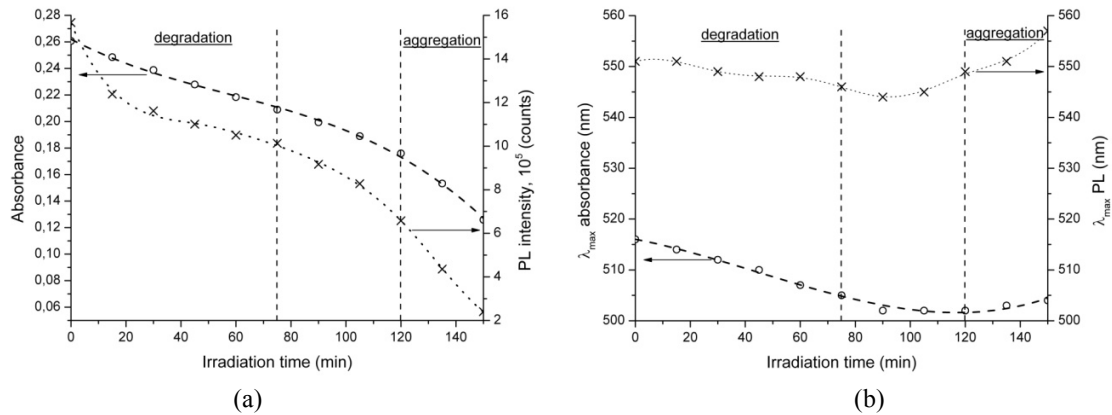 0,28
0,26
0,24
0,22
0,20
0,18
0,16
0,14
0,12
0,10
0,08
0,06
Absorbance
degradation
aggregation
16
14
12
10
8
6
4
2
PL intensity, 10⁵ (counts)
0 20 40 60 80 100 120 140
Irradiation time (min)
(a)
560
550
540
530
520
510
500
λmax absorbance (nm)
degradation
aggregation
560
550
540
530
520
510
500
λmax PL (nm)
0 20 40 60 80 100 120 140
Irradiation time (min)
(b)